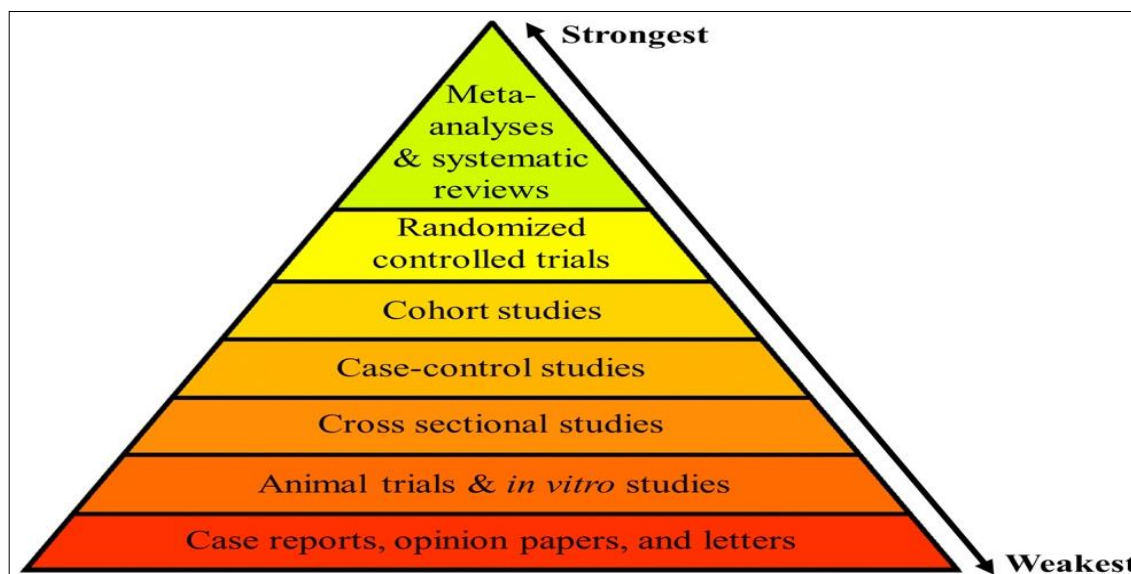 Strongest
Meta-
analyses
& systematic
reviews
Randomized
controlled trials
Cohort studies
Case-control studies
Cross sectional studies
Animal trials & in vitro studies
Case reports, opinion papers, and letters
Weakest